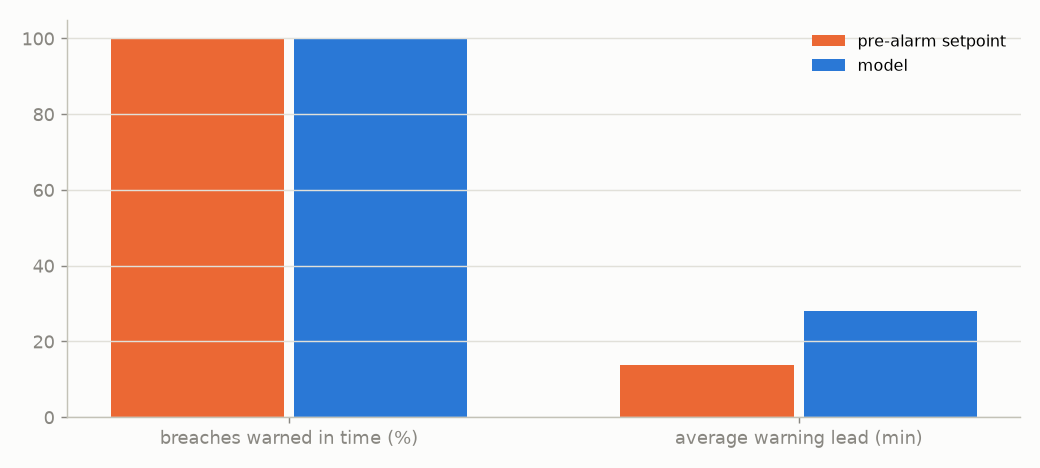 100
80
60
40
20
0
pre-alarm setpoint
model
breaches warned in time (%)
average warning lead (min)